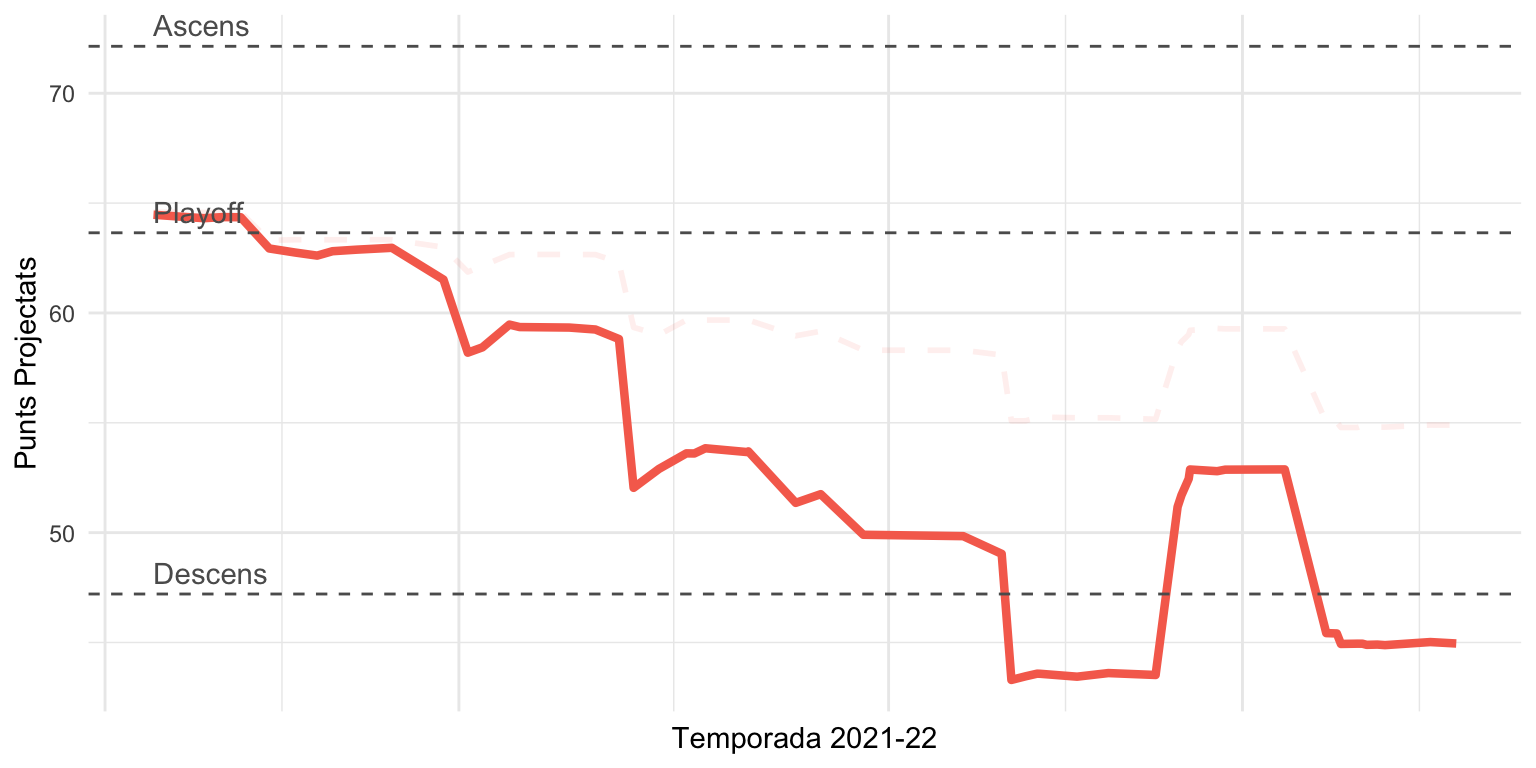 Ascens
70
Playoff
60
Punts Projectats
50
Descens
Temporada 2021-22